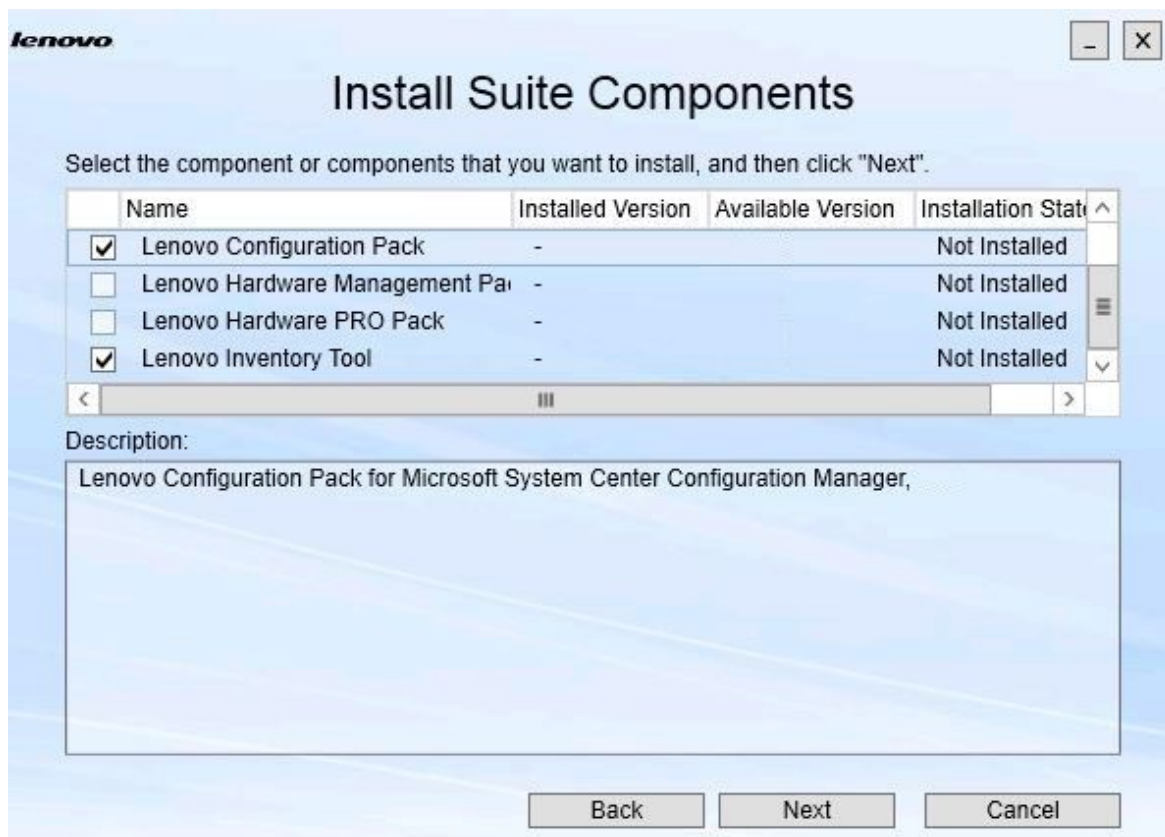 lenovo
Install Suite Components
Select the component or components that you want to install, and then click "Next".
Name Installed Version Available Version Installation State
Lenovo Configuration Pack - Not Installed
Lenovo Hardware Management Pa - Not Installed
Lenovo Hardware PRO Pack - Not Installed
Lenovo Inventory Tool - Not Installed
Description:
Lenovo Configuration Pack for Microsoft System Center Configuration Manager,
Back Next Cancel